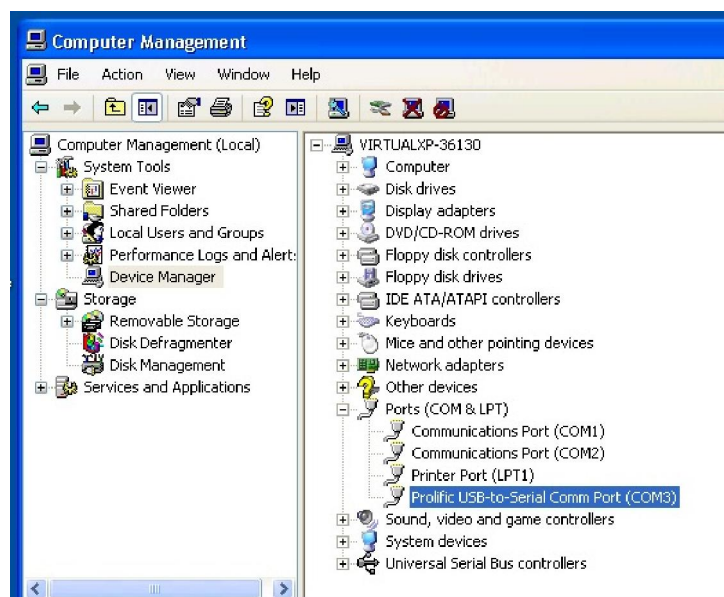 Computer Management
File Action View Window Help
Computer Management (Local)
System Tools
Event Viewer
Shared Folders
Local Users and Groups
Performance Logs and Alert:
Device Manager
Storage
Removable Storage
Disk Defragmenter
Disk Management
Services and Applications
VIRTUALXP-36130
Computer
Disk drives
Display adapters
DVD/CD-ROM drives
Floppy disk controllers
Floppy disk drives
IDE ATA/ATAPI controllers
Keyboards
Mice and other pointing devices
Network adapters
Other devices
Ports (COM & LPT)
Communications Port (COM1)
Communications Port (COM2)
Printer Port (LPT1)
Prolific USB-to-Serial Comm Port (COM3)
Sound, video and game controllers
System devices
Universal Serial Bus controllers